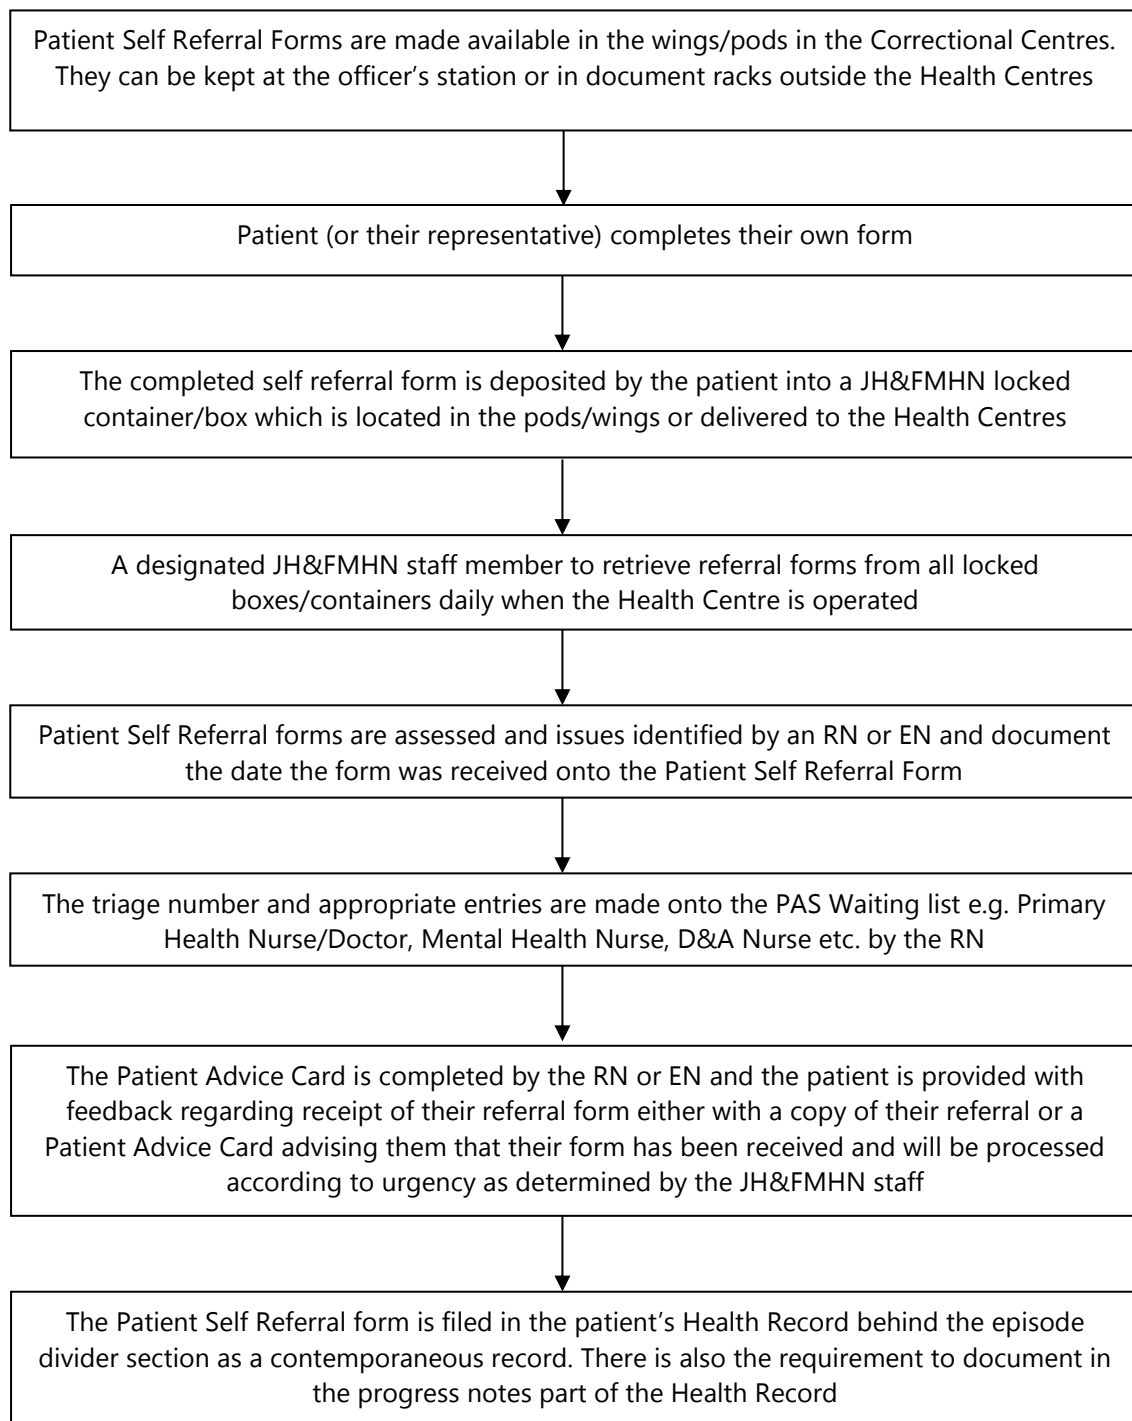 Patient Self Referral Forms are made available in the wings/pods in the Correctional Centres.
They can be kept at the officer’s station or in document racks outside the Health Centres
Patient (or their representative) completes their own form
The completed self referral form is deposited by the patient into a JH&FMHN locked
container/box which is located in the pods/wings or delivered to the Health Centres
A designated JH&FMHN staff member to retrieve referral forms from all locked
boxes/containers daily when the Health Centre is operated
Patient Self Referral forms are assessed and issues identified by an RN or EN and document
the date the form was received onto the Patient Self Referral Form
The triage number and appropriate entries are made onto the PAS Waiting list e.g. Primary
Health Nurse/Doctor, Mental Health Nurse, D&A Nurse etc. by the RN
The Patient Advice Card is completed by the RN or EN and the patient is provided with
feedback regarding receipt of their referral form either with a copy of their referral or a
Patient Advice Card advising them that their form has been received and will be processed
according to urgency as determined by the JH&FMHN staff
The Patient Self Referral form is filed in the patient’s Health Record behind the episode
divider section as a contemporaneous record. There is also the requirement to document in
the progress notes part of the Health Record